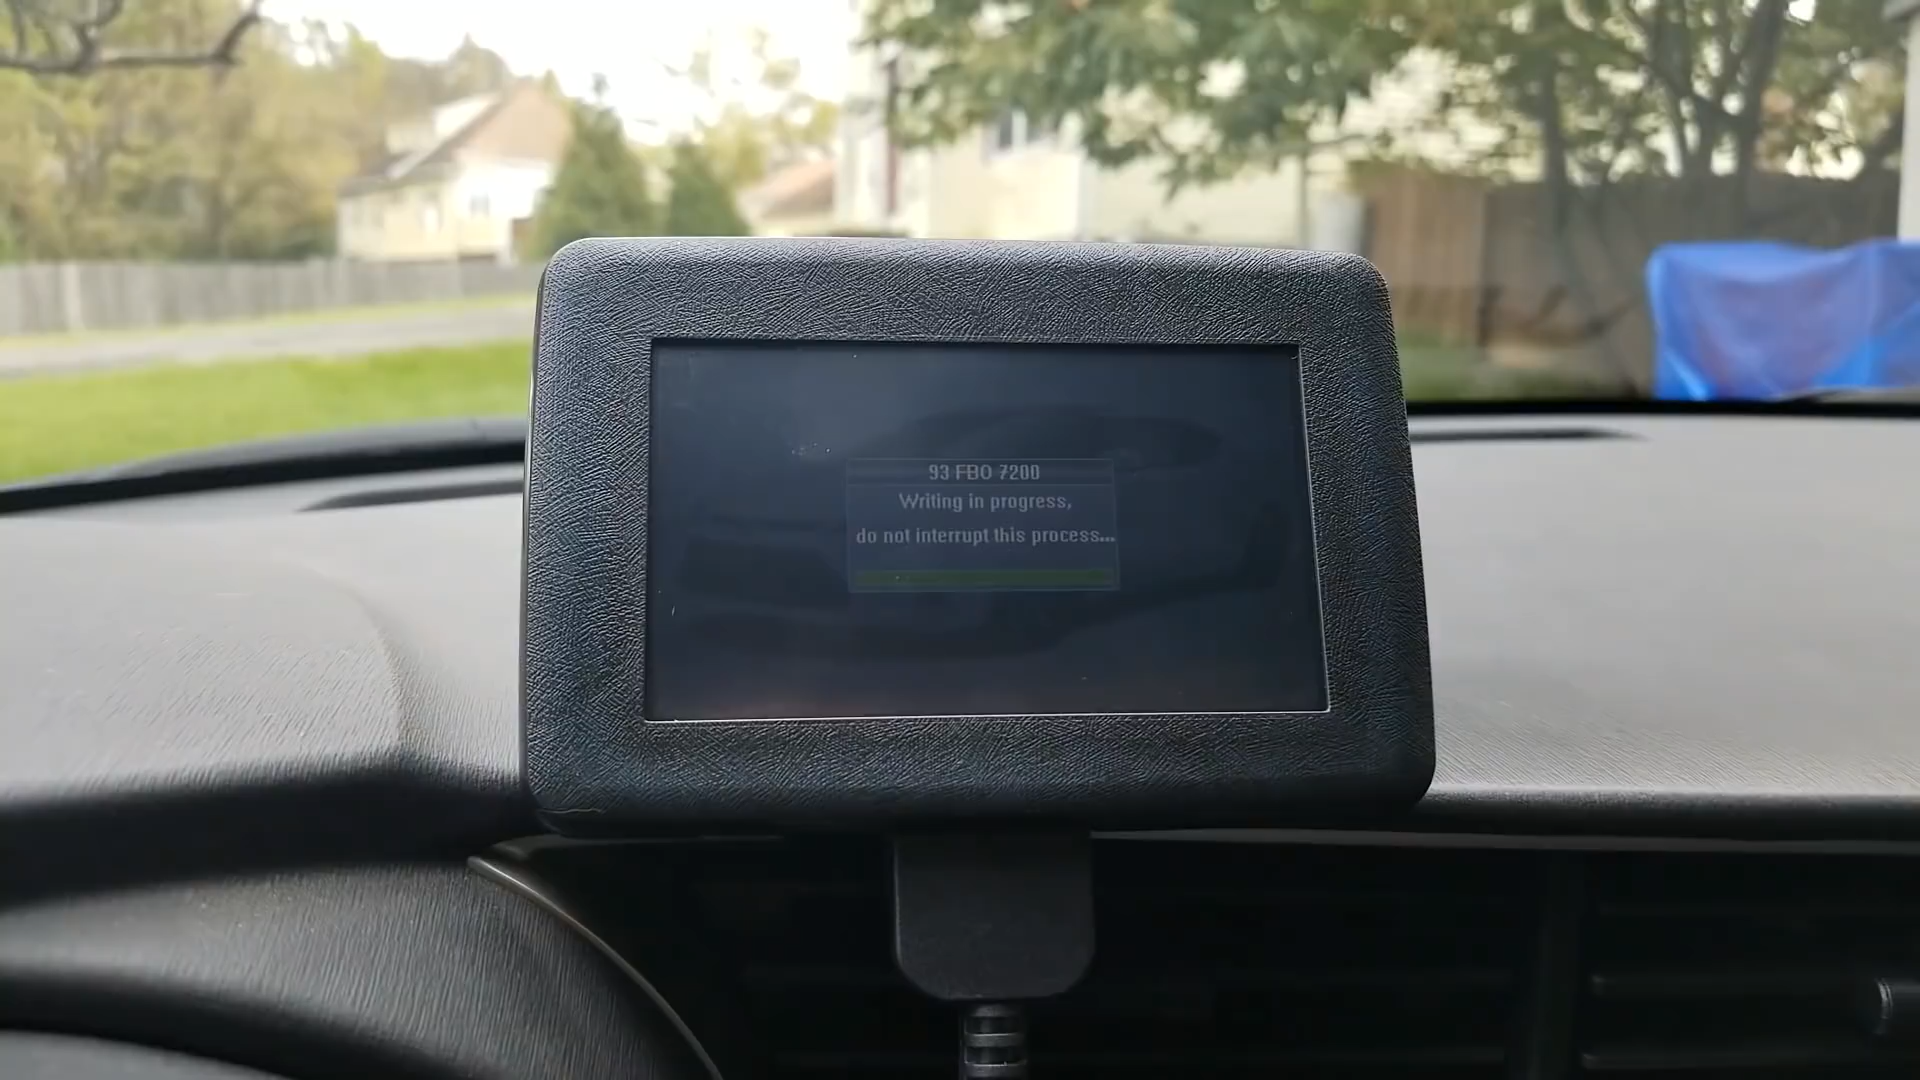 93 FBO 7200
Writing in progress,
do not interrupt this process...